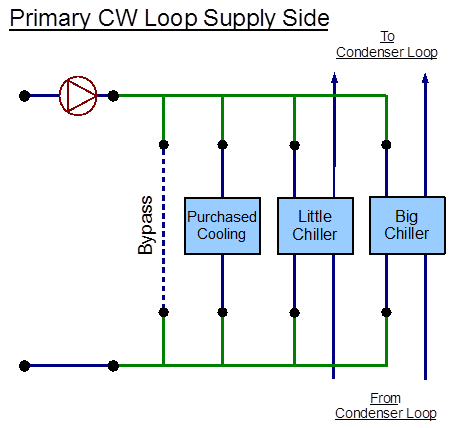 Primary CW Loop Supply Side
To
Condenser Loop
Bypass
Purchased
Cooling
Little
Chiller
Big
Chiller
From
Condenser Loop